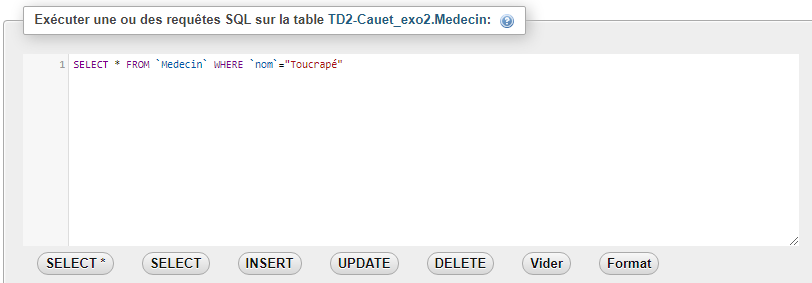 Exécuter une ou des requêtes SQL sur la table TD2-Cauet_exo2.Medecin:
1 SELECT * FROM `Medecin` WHERE `nom`="Toucrapé"
SELECT * SELECT INSERT UPDATE DELETE Vider Format